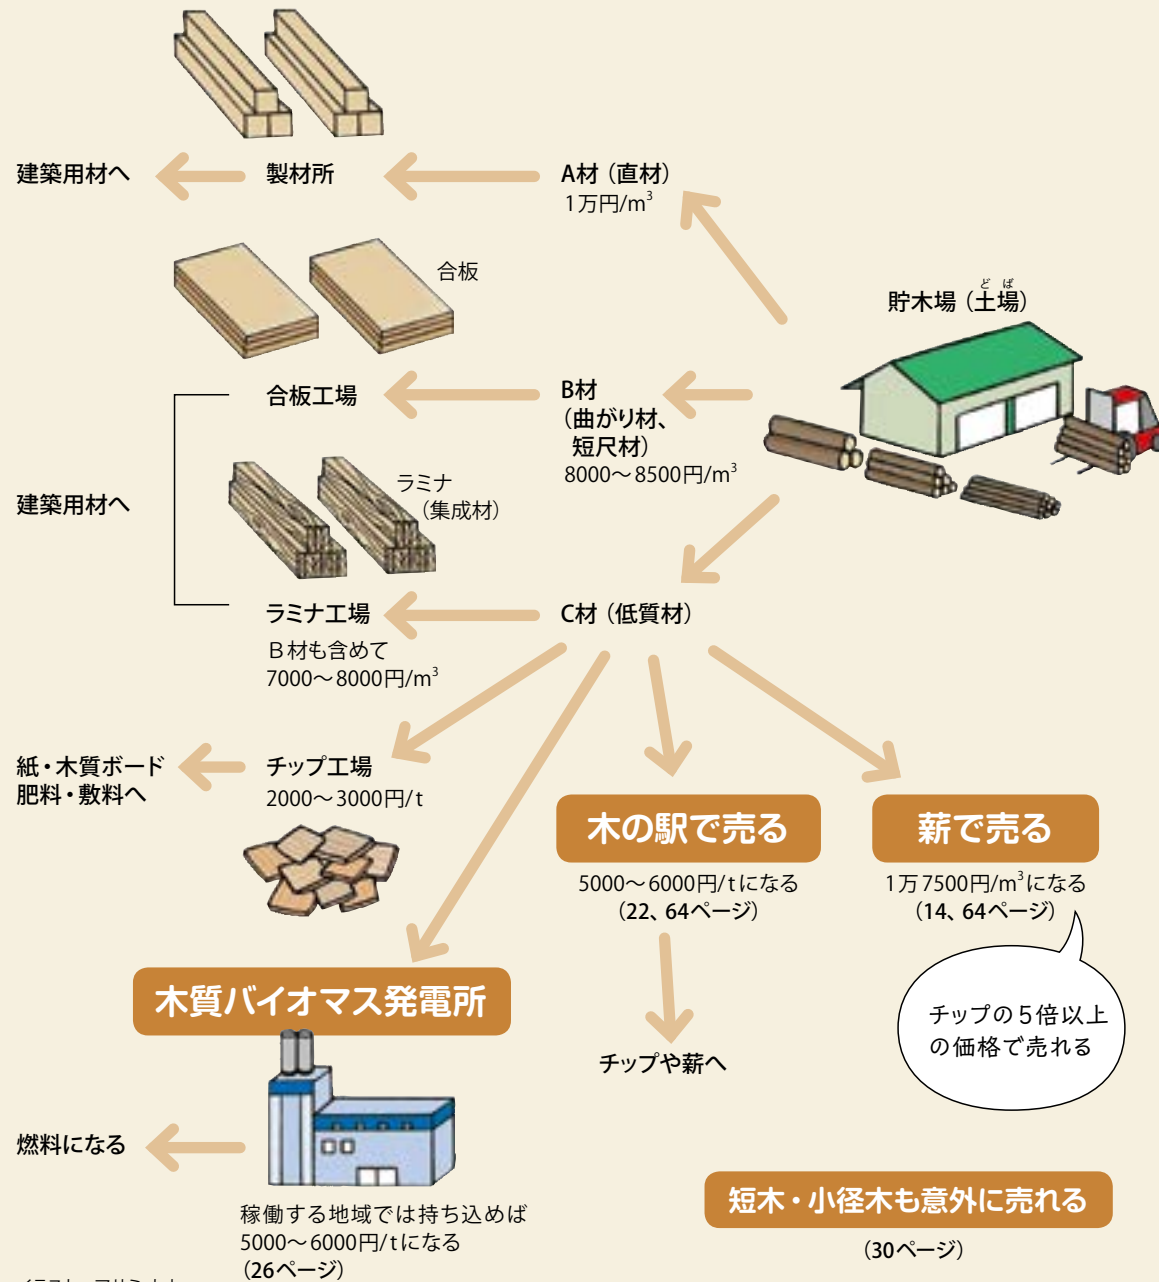 建築用材へ
製材所
A材（直材）
1万円/m³
合板
どば
貯木場（土場）
合板工場
B材
（曲がり材、
短尺材）
8000～8500円/m³
建築用材へ
ラミナ
（集成材）
ラミナ工場
B材も含めて
7000～8000円/m³
C材（低質材）
紙・木質ボード
肥料・敷料へ
チップ工場
2000～3000円/t
木の駅で売る
5000～6000円/tになる
（22、64ページ）
チップや薪へ
薪で売る
1万7500円/m³になる
（14、64ページ）
チップの5倍以上
の価格で売れる
木質バイオマス発電所
燃料になる
稼働する地域では持ち込めば
5000～6000円/tになる
（26ページ）
短木・小径木も意外に売れる
（30ページ）